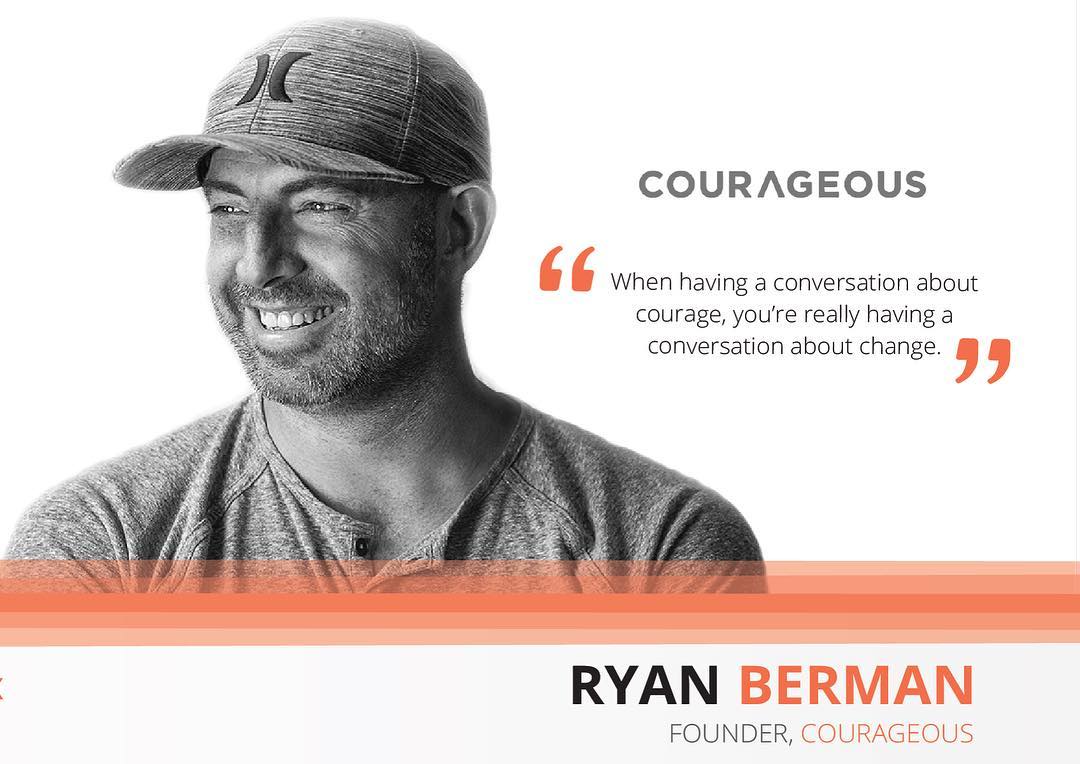 COURAGEOUS
“When having a conversation about
courage, you’re really having a
conversation about change.”
RYAN BERMAN
FOUNDER, COURAGEOUS